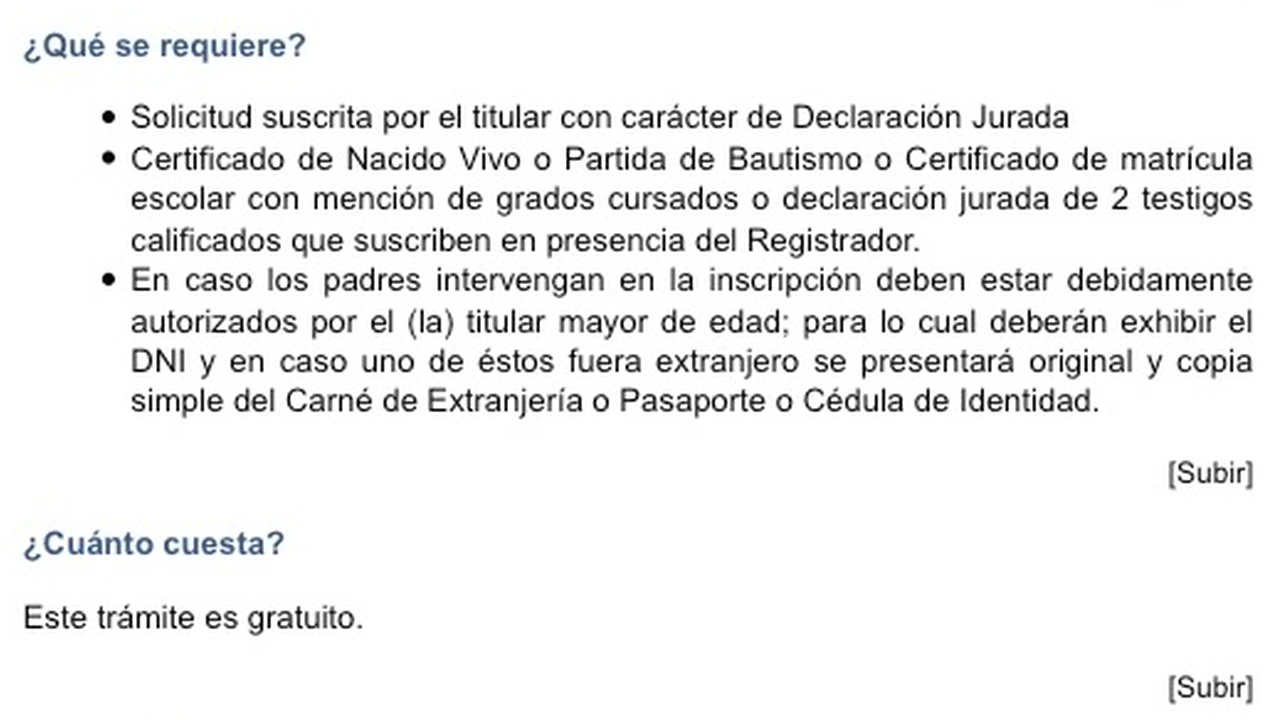 ¿Qué se requiere?
• Solicitud suscrita por el titular con carácter de Declaración Jurada
• Certificado de Nacido Vivo o Partida de Bautismo o Certificado de matrícula
escolar con mención de grados cursados o declaración jurada de 2 testigos
calificados que suscriben en presencia del Registrador.
• En caso los padres intervengan en la inscripción deben estar debidamente
autorizados por el (la) titular mayor de edad; para lo cual deberán exhibir el
DNI y en caso uno de éstos fuera extranjero se presentará original y copia
simple del Carné de Extranjería o Pasaporte o Cédula de Identidad.
[Subir]
¿Cuánto cuesta?
Este trámite es gratuito.
[Subir]